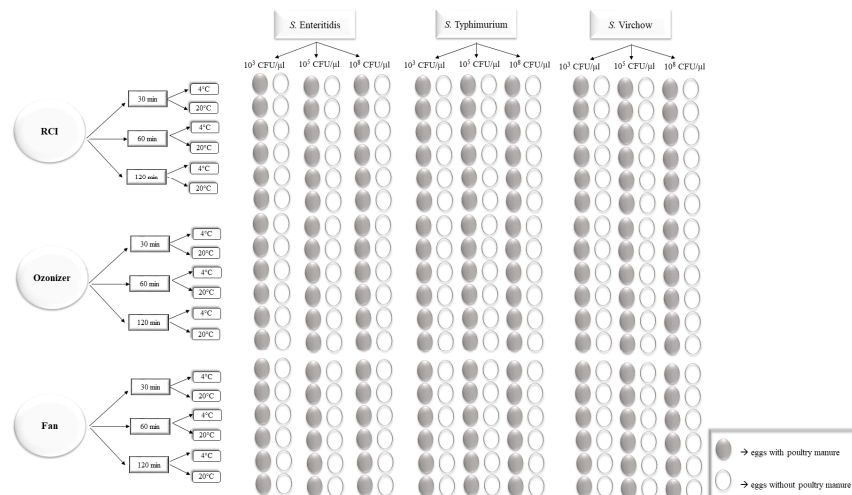 S. Enteritidis
S. Typhimurium
S. Virchow
10³ CFU/µl 10⁵ CFU/µl 10⁸ CFU/µl
10³ CFU/µl 10⁵ CFU/µl 10⁸ CFU/µl
10³ CFU/µl 10⁵ CFU/µl 10⁸ CFU/µl
RCI
30 min
4°C
20°C
60 min
4°C
20°C
120 min
4°C
20°C
Ozonizer
30 min
4°C
20°C
60 min
4°C
20°C
120 min
4°C
20°C
Fan
30 min
4°C
20°C
60 min
4°C
20°C
120 min
4°C
20°C
→ eggs with poultry manure
→ eggs without poultry manure